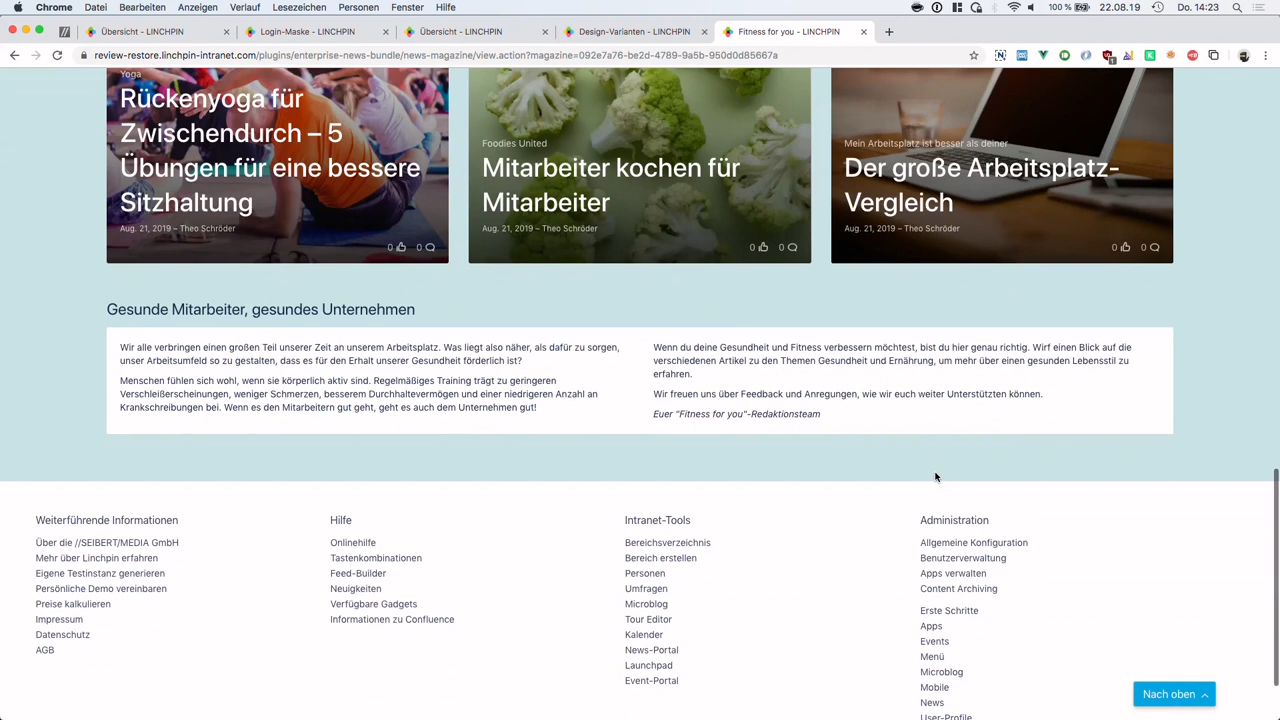 Chrome Datei Bearbeiten Anzeigen Verlauf Lesezeichen Personen Fenster Hilfe 100 % 22.08.19 Do. 14:23
Übersicht - LINCHPIN Login-Maske - LINCHPIN Übersicht - LINCHPIN Design-Varianten - LINCHPIN Fitness for you - LINCHPIN
review-restore.linchpin-intranet.com/plugins/enterprise-news-bundle/news-magazine/view.action?magazine=092e7a76-be2d-4789-9a5b-950d0d85667a
Yoga
Rückenyoga für
Zwischendurch – 5
Übungen für eine bessere
Sitzhaltung
Aug. 21, 2019 – Theo Schröder
0 0
Foodies United
Mitarbeiter kochen für
Mitarbeiter
Aug. 21, 2019 – Theo Schröder
0 0
Mein Arbeitsplatz ist besser als deiner
Der große Arbeitsplatz-
Vergleich
Aug. 21, 2019 – Theo Schröder
0 0
Gesunde Mitarbeiter, gesundes Unternehmen
Wir alle verbringen einen großen Teil unserer Zeit an unserem Arbeitsplatz. Was liegt also näher, als dafür zu sorgen,
unser Arbeitsumfeld so zu gestalten, dass es für den Erhalt unserer Gesundheit förderlich ist?
Menschen fühlen sich wohl, wenn sie körperlich aktiv sind. Regelmäßiges Training trägt zu geringeren
Verschleißerscheinungen, weniger Schmerzen, besserem Durchhaltevermögen und einer niedrigeren Anzahl an
Krankschreibungen bei. Wenn es den Mitarbeitern gut geht, geht es auch dem Unternehmen gut!
Wenn du deine Gesundheit und Fitness verbessern möchtest, bist du hier genau richtig. Wirf einen Blick auf die
verschiedenen Artikel zu den Themen Gesundheit und Ernährung, um mehr über einen gesunden Lebensstil zu
erfahren.
Wir freuen uns über Feedback und Anregungen, wie wir euch weiter Unterstützten können.
Euer "Fitness for you"-Redaktionsteam
Weiterführende Informationen
Über die //SEIBERT/MEDIA GmbH
Mehr über Linchpin erfahren
Eigene Testinstanz generieren
Persönliche Demo vereinbaren
Preise kalkulieren
Impressum
Datenschutz
AGB
Hilfe
Onlinehilfe
Tastenkombinationen
Feed-Builder
Neuigkeiten
Verfügbare Gadgets
Informationen zu Confluence
Intranet-Tools
Bereichsverzeichnis
Bereich erstellen
Personen
Umfragen
Microblog
Tour Editor
Kalender
News-Portal
Launchpad
Event-Portal
Administration
Allgemeine Konfiguration
Benutzerverwaltung
Apps verwalten
Content Archiving
Erste Schritte
Apps
Events
Menü
Microblog
Mobile
News
User-Profile
Nach oben